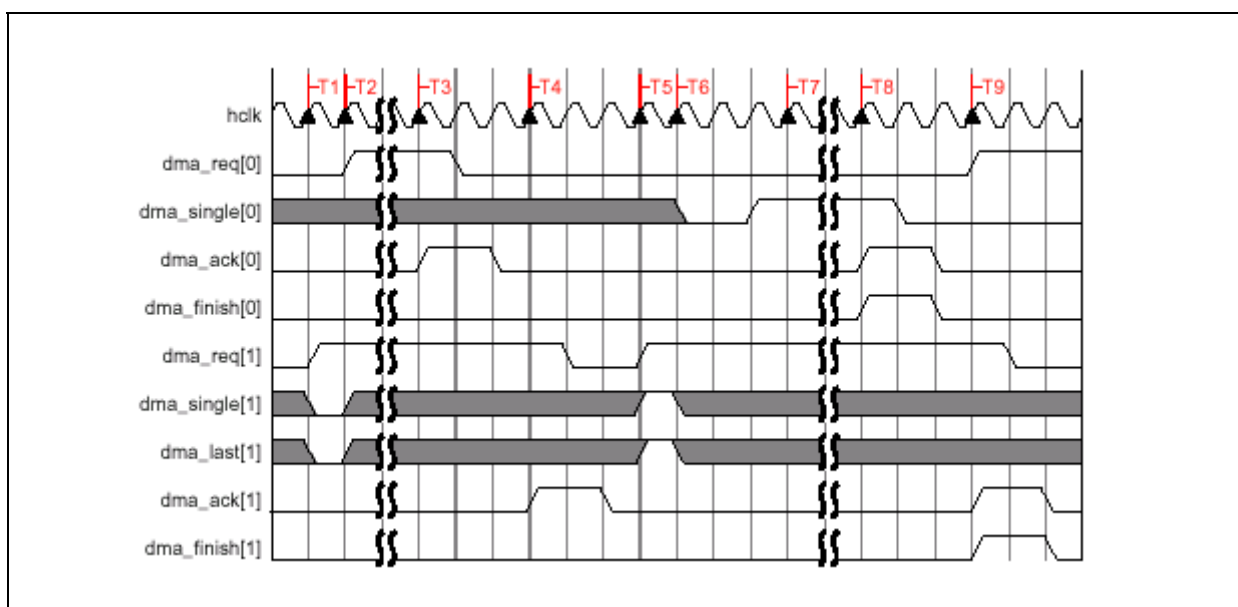 T1 T2 T3 T4 T5 T6 T7 T8 T9
hclk
dma_req[0]
dma_single[0]
dma_ack[0]
dma_finish[0]
dma_req[1]
dma_single[1]
dma_last[1]
dma_ack[1]
dma_finish[1]